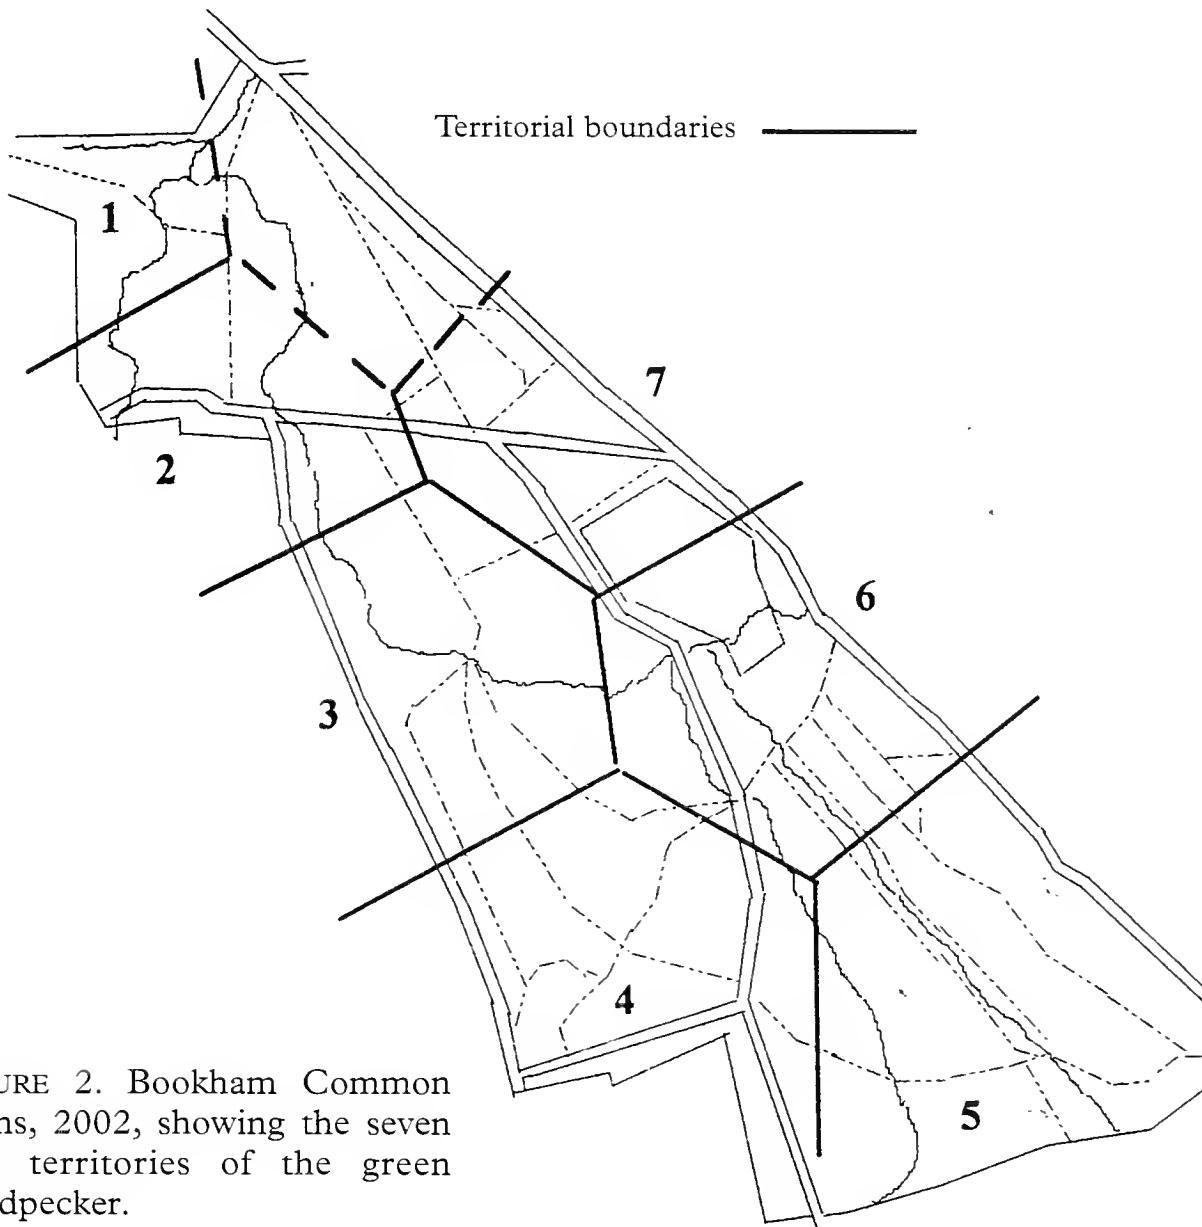 Territorial boundaries
1
2
3
4
5
6
7
URE 2. Bookham Common
ns, 2002, showing the seven
territories of the green
dpecker.